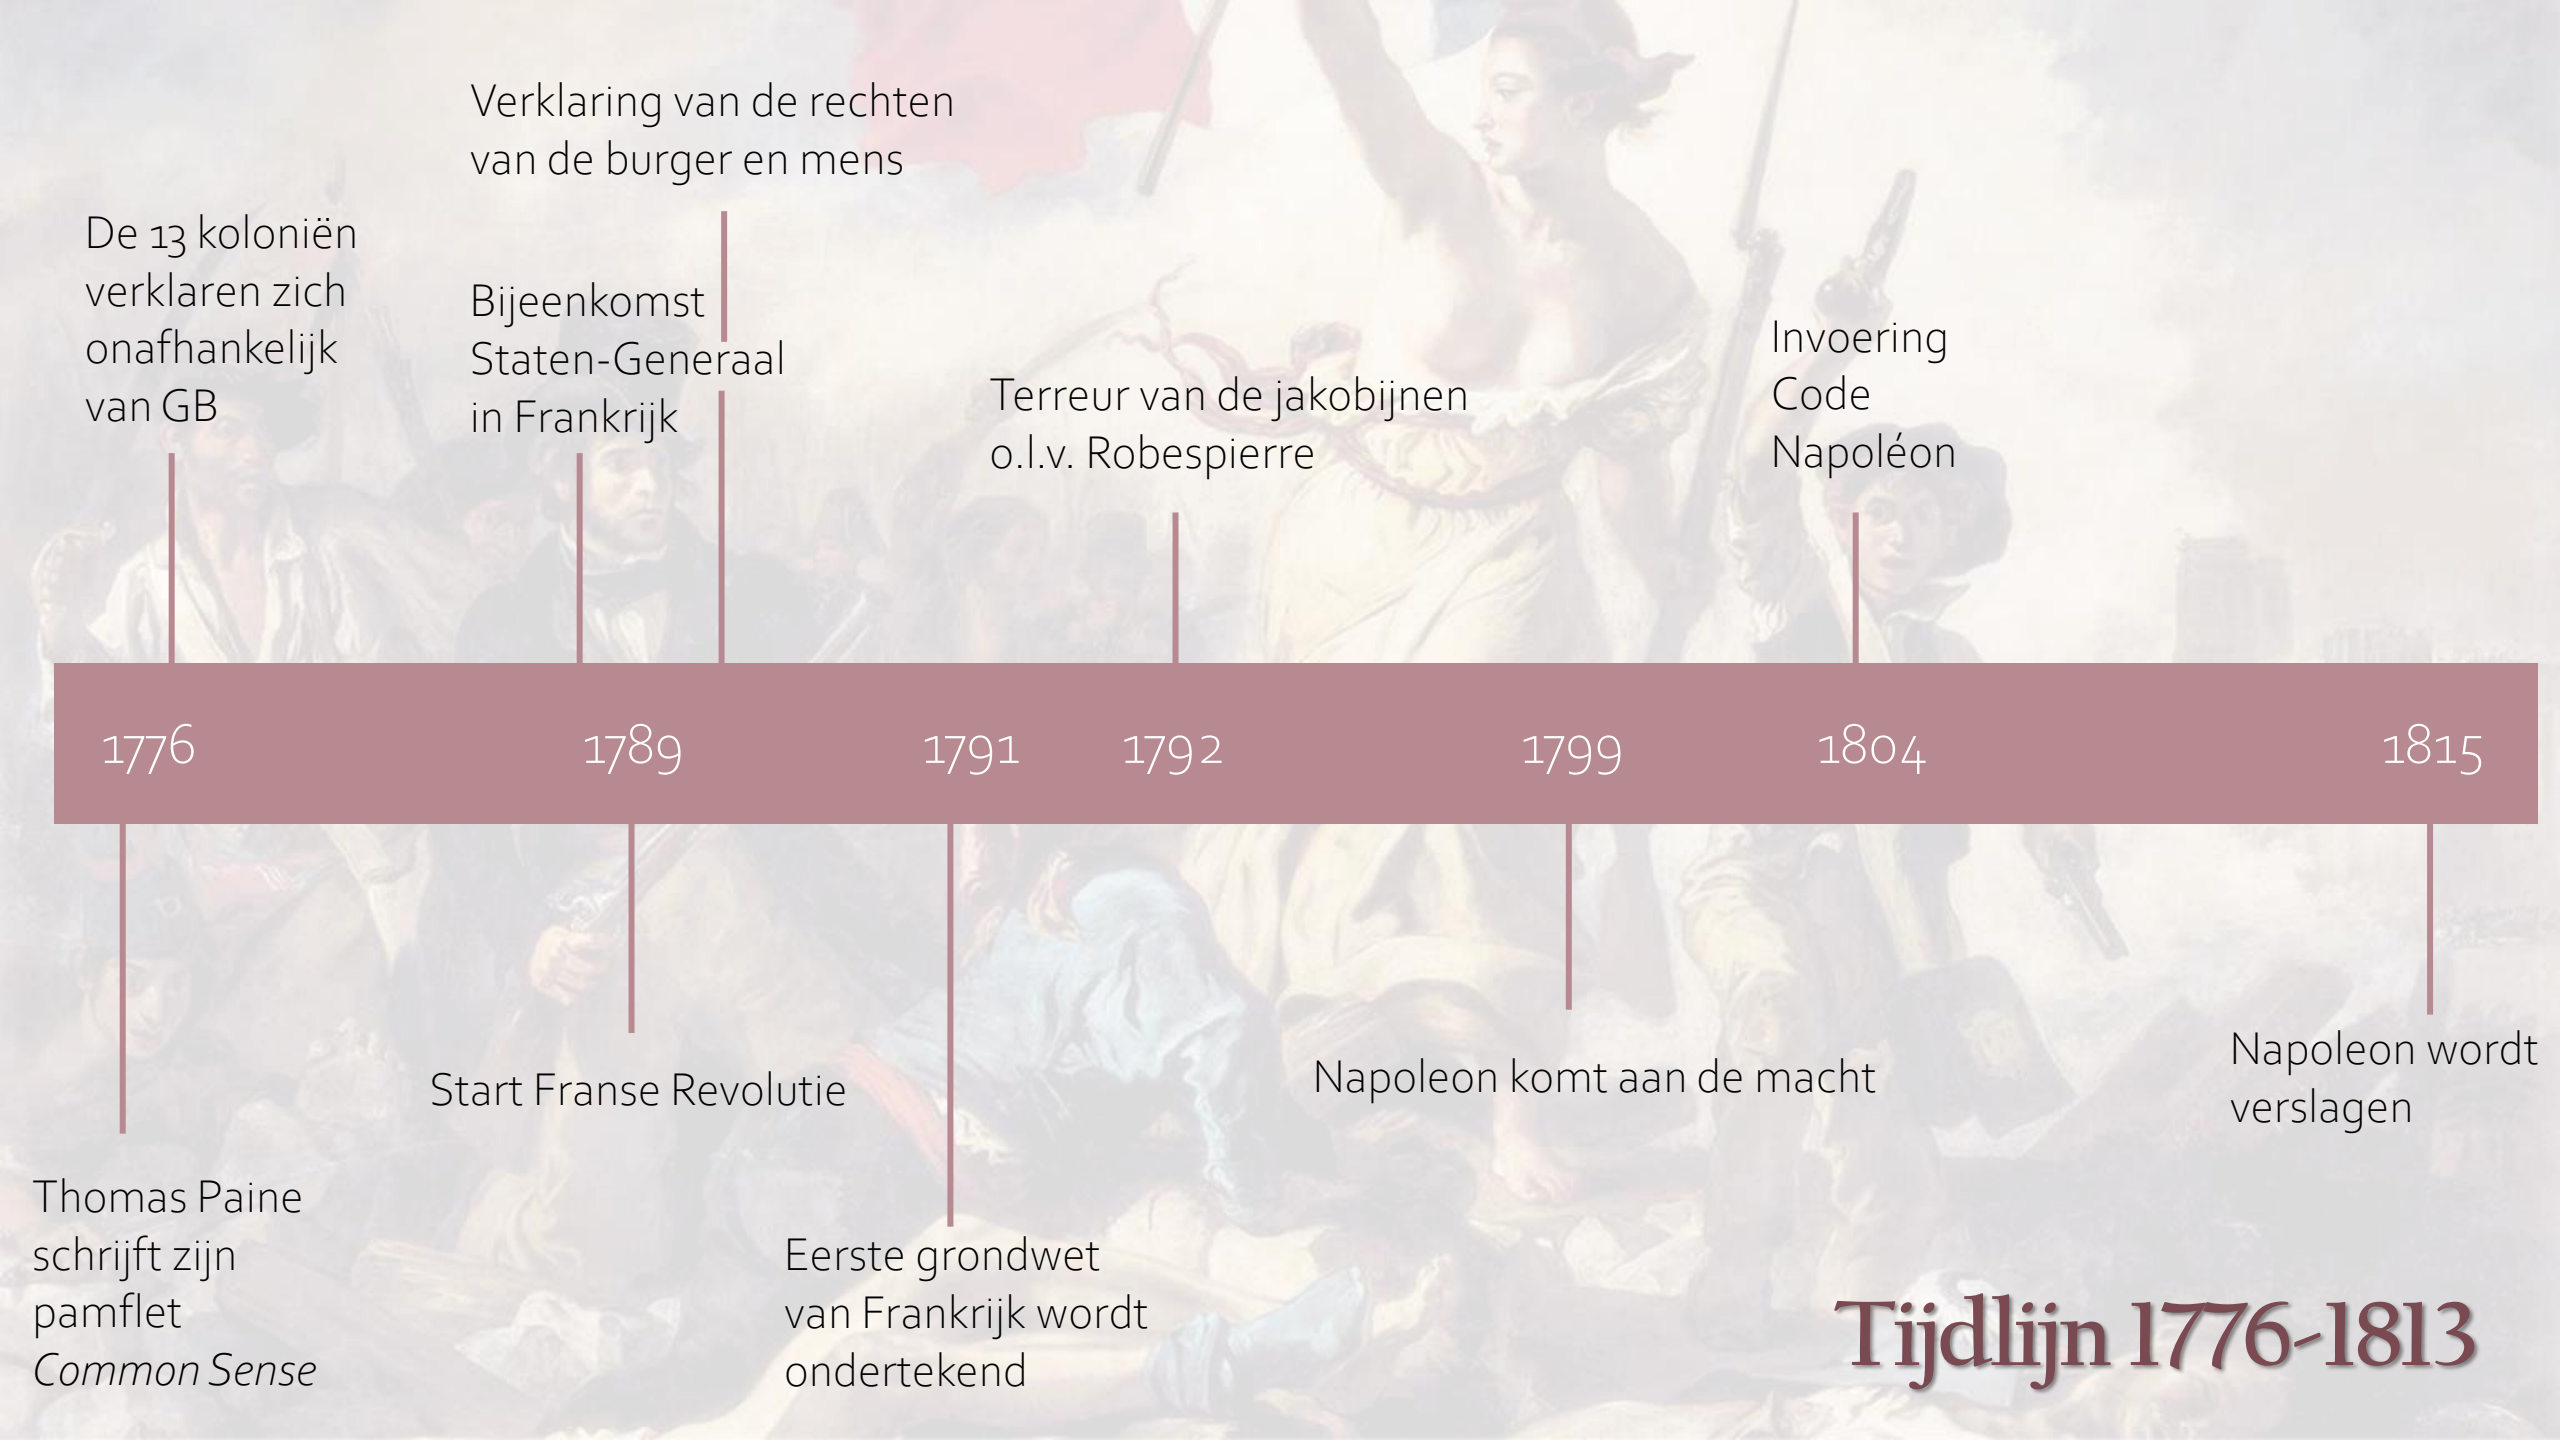 Verklaring van de rechten
van de burger en mens
De 13 koloniën
verklaren zich
onafhankelijk
van GB
Bijeenkomst
Staten-Generaal
in Frankrijk
Terreur van de jakobijnen
o.l.v. Robespierre
Invoering
Code
Napoléon
1776
1789
1791
1792
1799
1804
1815
Thomas Paine
schrijft zijn
pamflet
Common Sense
Start Franse Revolutie
Eerste grondwet
van Frankrijk wordt
ondertekend
Napoleon komt aan de macht
Napoleon wordt
verslagen
Tijdlijn 1776-1813